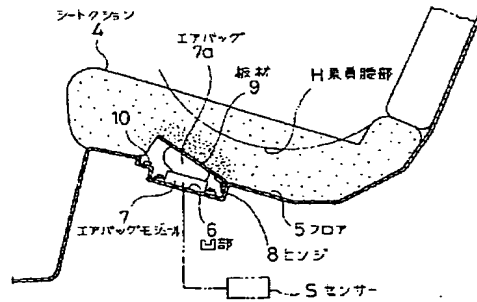 シートクション
4
エアバッグ
7a
板材
9
H乗員腰部
10
7
エアバッグモジュール
6
凹部
8ヒンジ
5フロア
Sセンサー